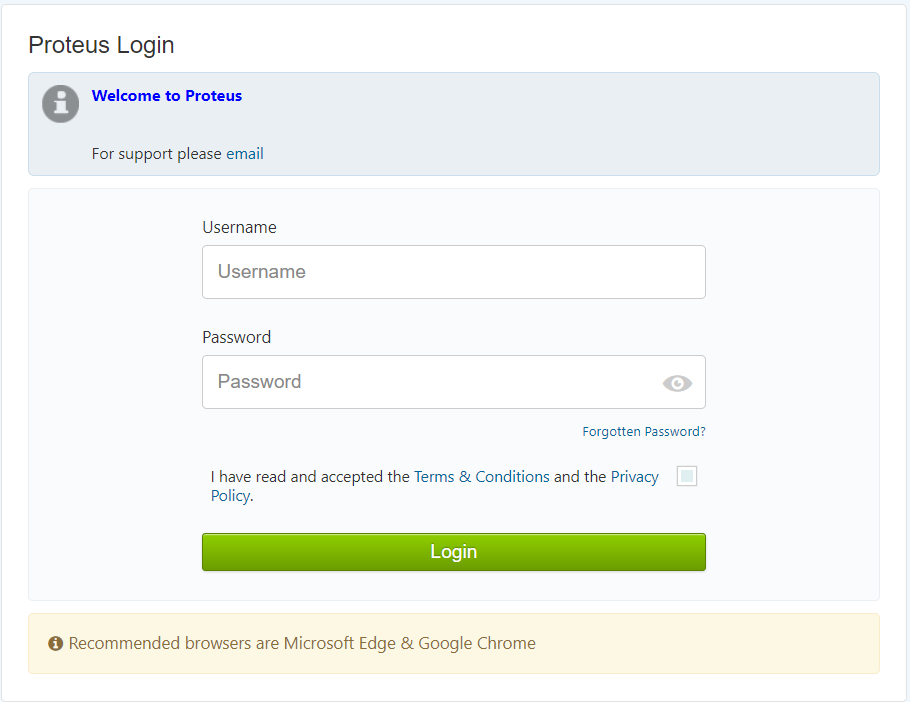 Proteus Login
Welcome to Proteus
For support please email
Username
Username
Password
Password
Forgotten Password?
I have read and accepted the Terms & Conditions and the Privacy
Policy.
Login
Recommended browsers are Microsoft Edge & Google Chrome